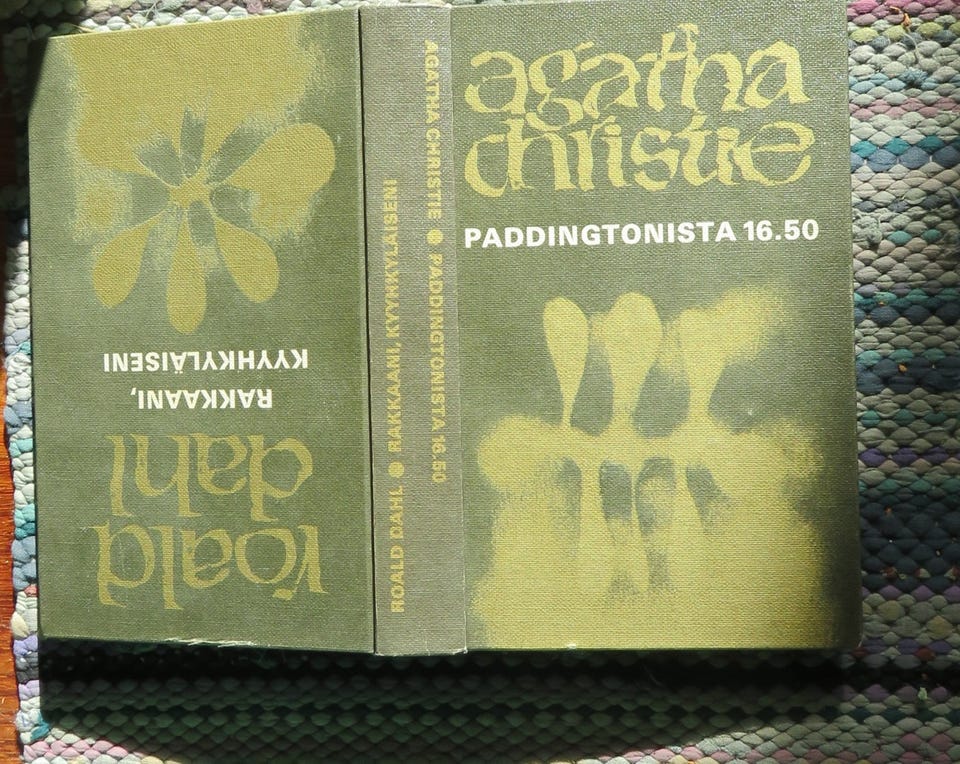 agatha
christie
PADDINGTONISTA 16.50
AGATHA CHRISTIE ● PADDINGTONISTA 16.50
ROALD DAHL ● RAKKAANI, KYYHKYLÄISENI
roald
dahl
RAKKAANI,
KYYHKYLÄISENI